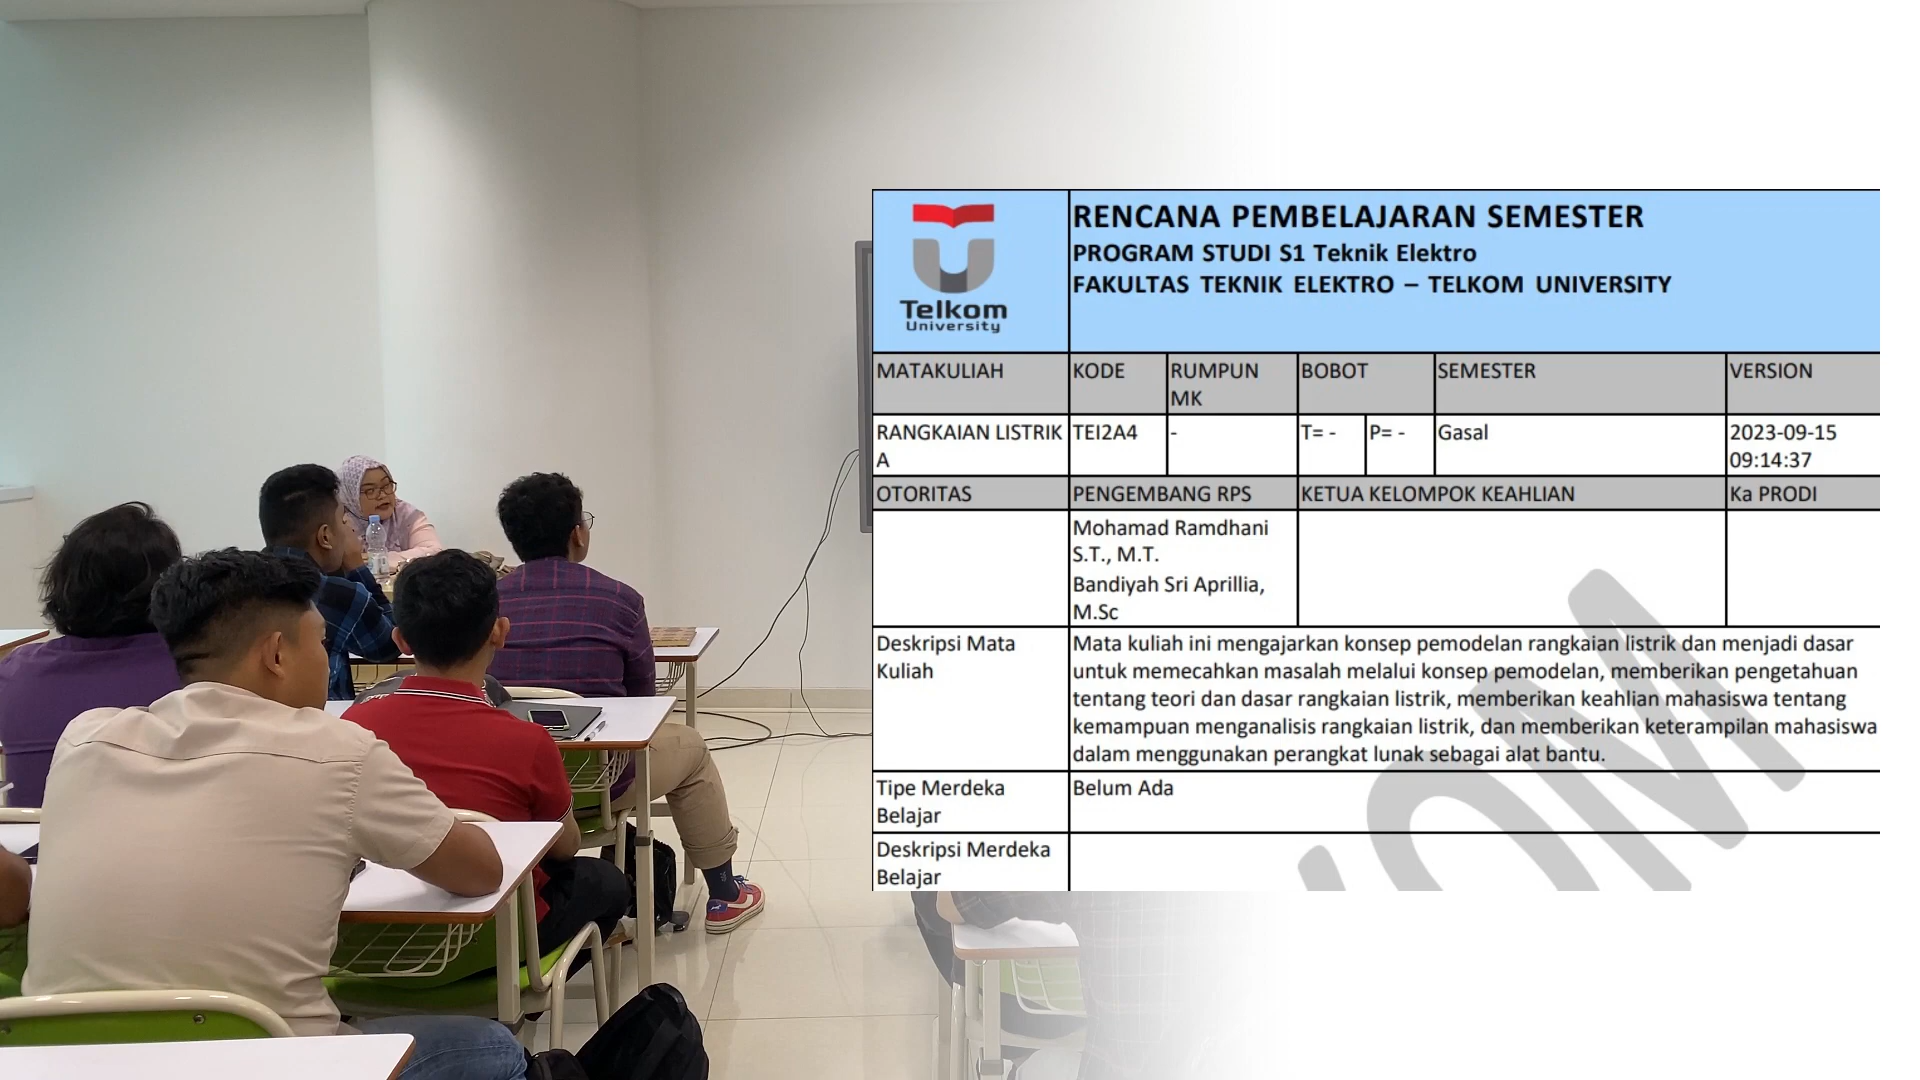 Telkom
University
RENCANA PEMBELAJARAN SEMESTER
PROGRAM STUDI S1 Teknik Elektro
FAKULTAS TEKNIK ELEKTRO – TELKOM UNIVERSITY
MATAKULIAH KODE RUMPUN MK BOBOT SEMESTER VERSION
RANGKAIAN LISTRIK A TEI2A4 - T= - P= - Gasal 2023-09-15 09:14:37
OTORITAS PENGEMBANG RPS KETUA KELOMPOK KEAHLIAN Ka PRODI
Mohamad Ramdhani
S.T., M.T.
Bandiyah Sri Aprillia,
M.Sc
Deskripsi Mata
Kuliah
Mata kuliah ini mengajarkan konsep pemodelan rangkaian listrik dan menjadi dasar
untuk memecahkan masalah melalui konsep pemodelan, memberikan pengetahuan
tentang teori dan dasar rangkaian listrik, memberikan keahlian mahasiswa tentang
kemampuan menganalisis rangkaian listrik, dan memberikan keterampilan mahasiswa
dalam menggunakan perangkat lunak sebagai alat bantu.
Tipe Merdeka
Belajar
Belum Ada
Deskripsi Merdeka
Belajar